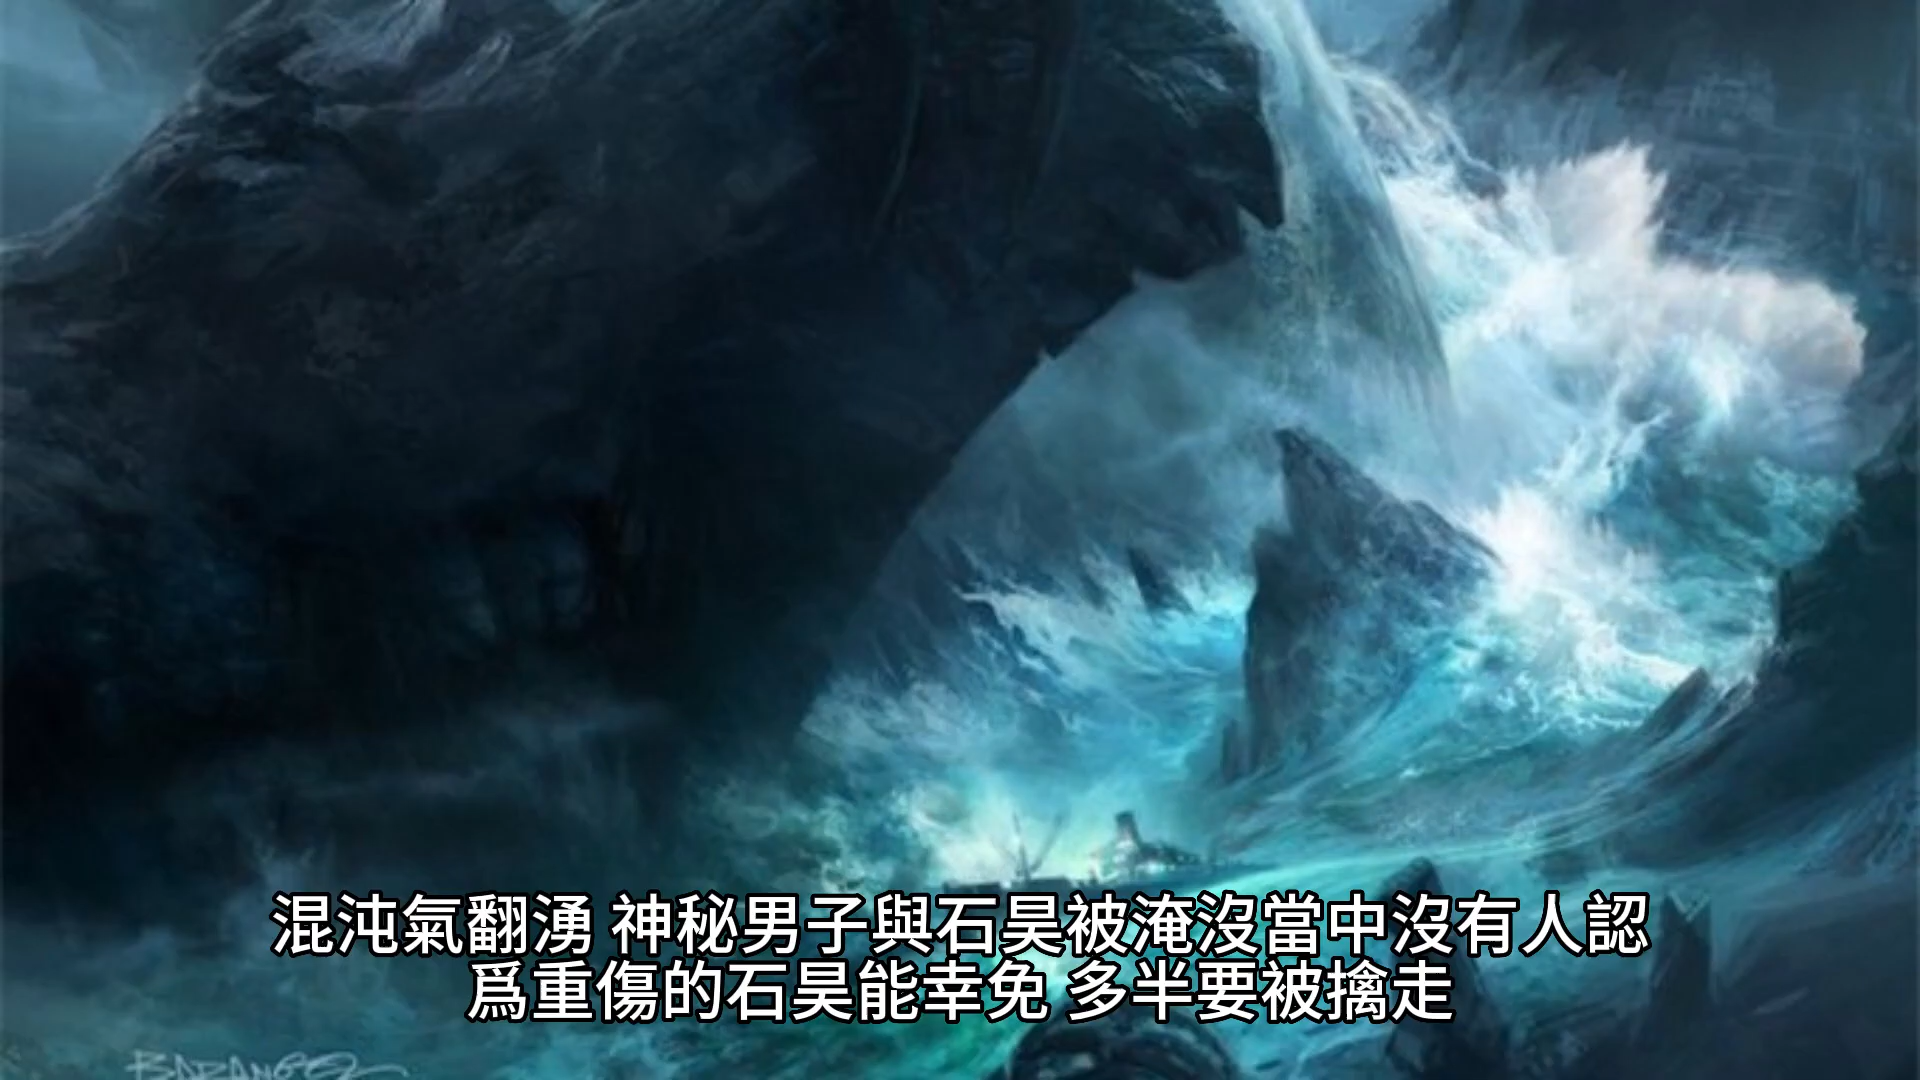 混沌氣翻湧 神秘男子與石昊被淹沒當中沒有人認
爲重傷的石昊能幸免 多半要被擒走